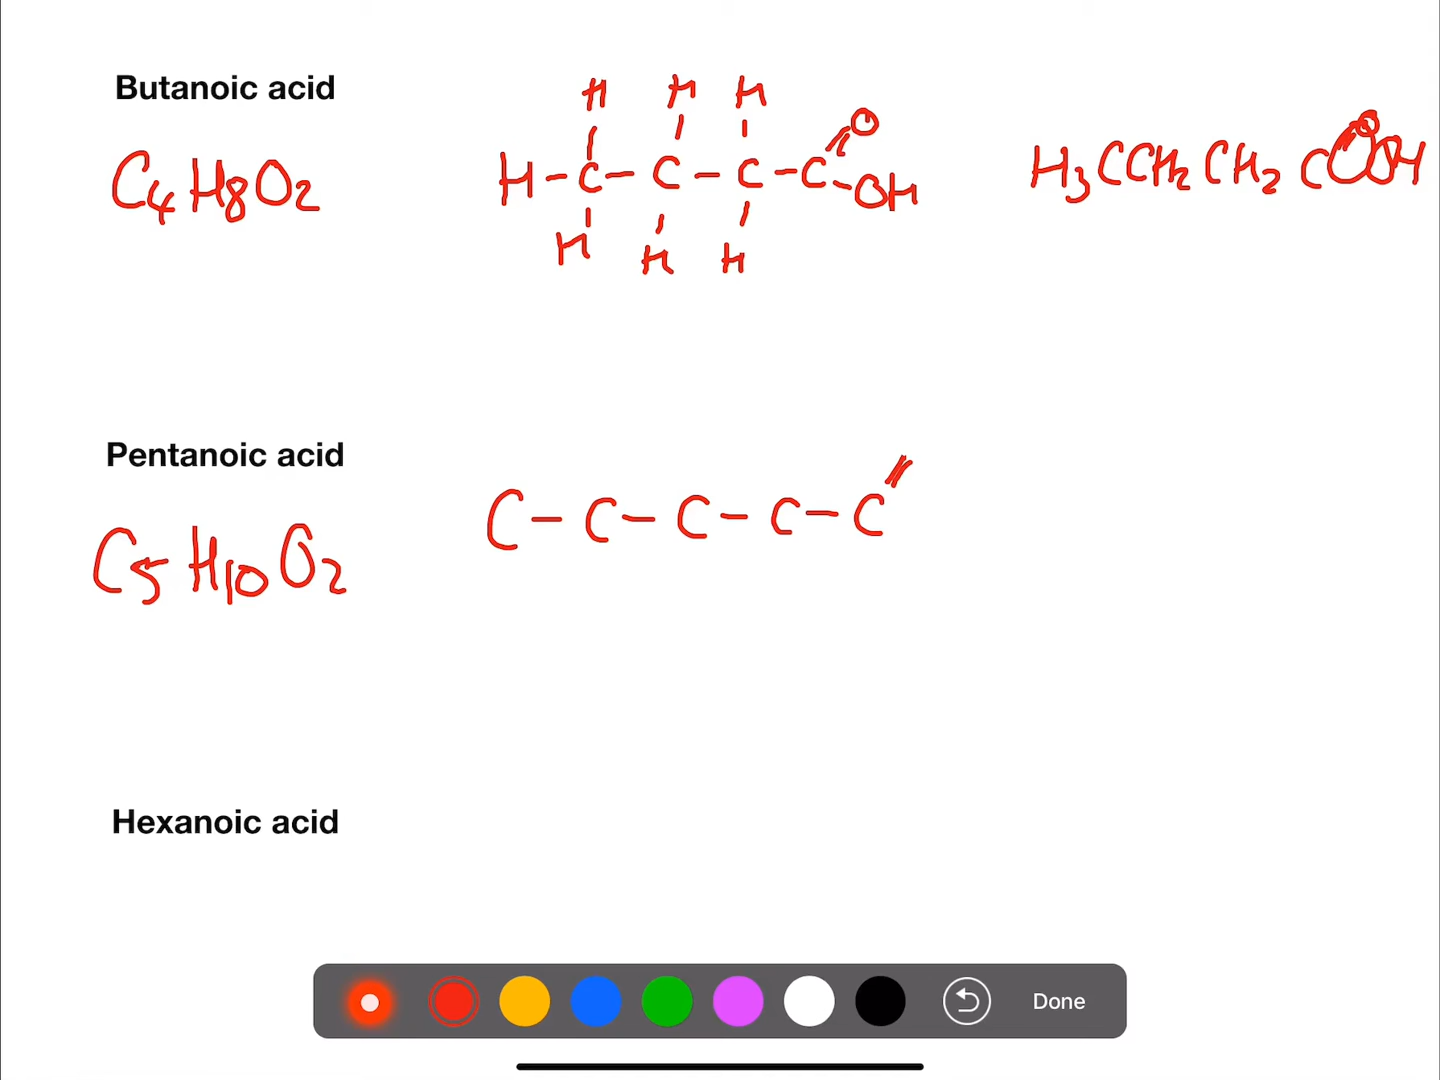 Butanoic acid
C4H8O2
H H H
H-C-C-C-C=O
OH
H H H
H3CCH2CH2COOH
Pentanoic acid
C5H10O2
C-C-C-C-C
Hexanoic acid
Done